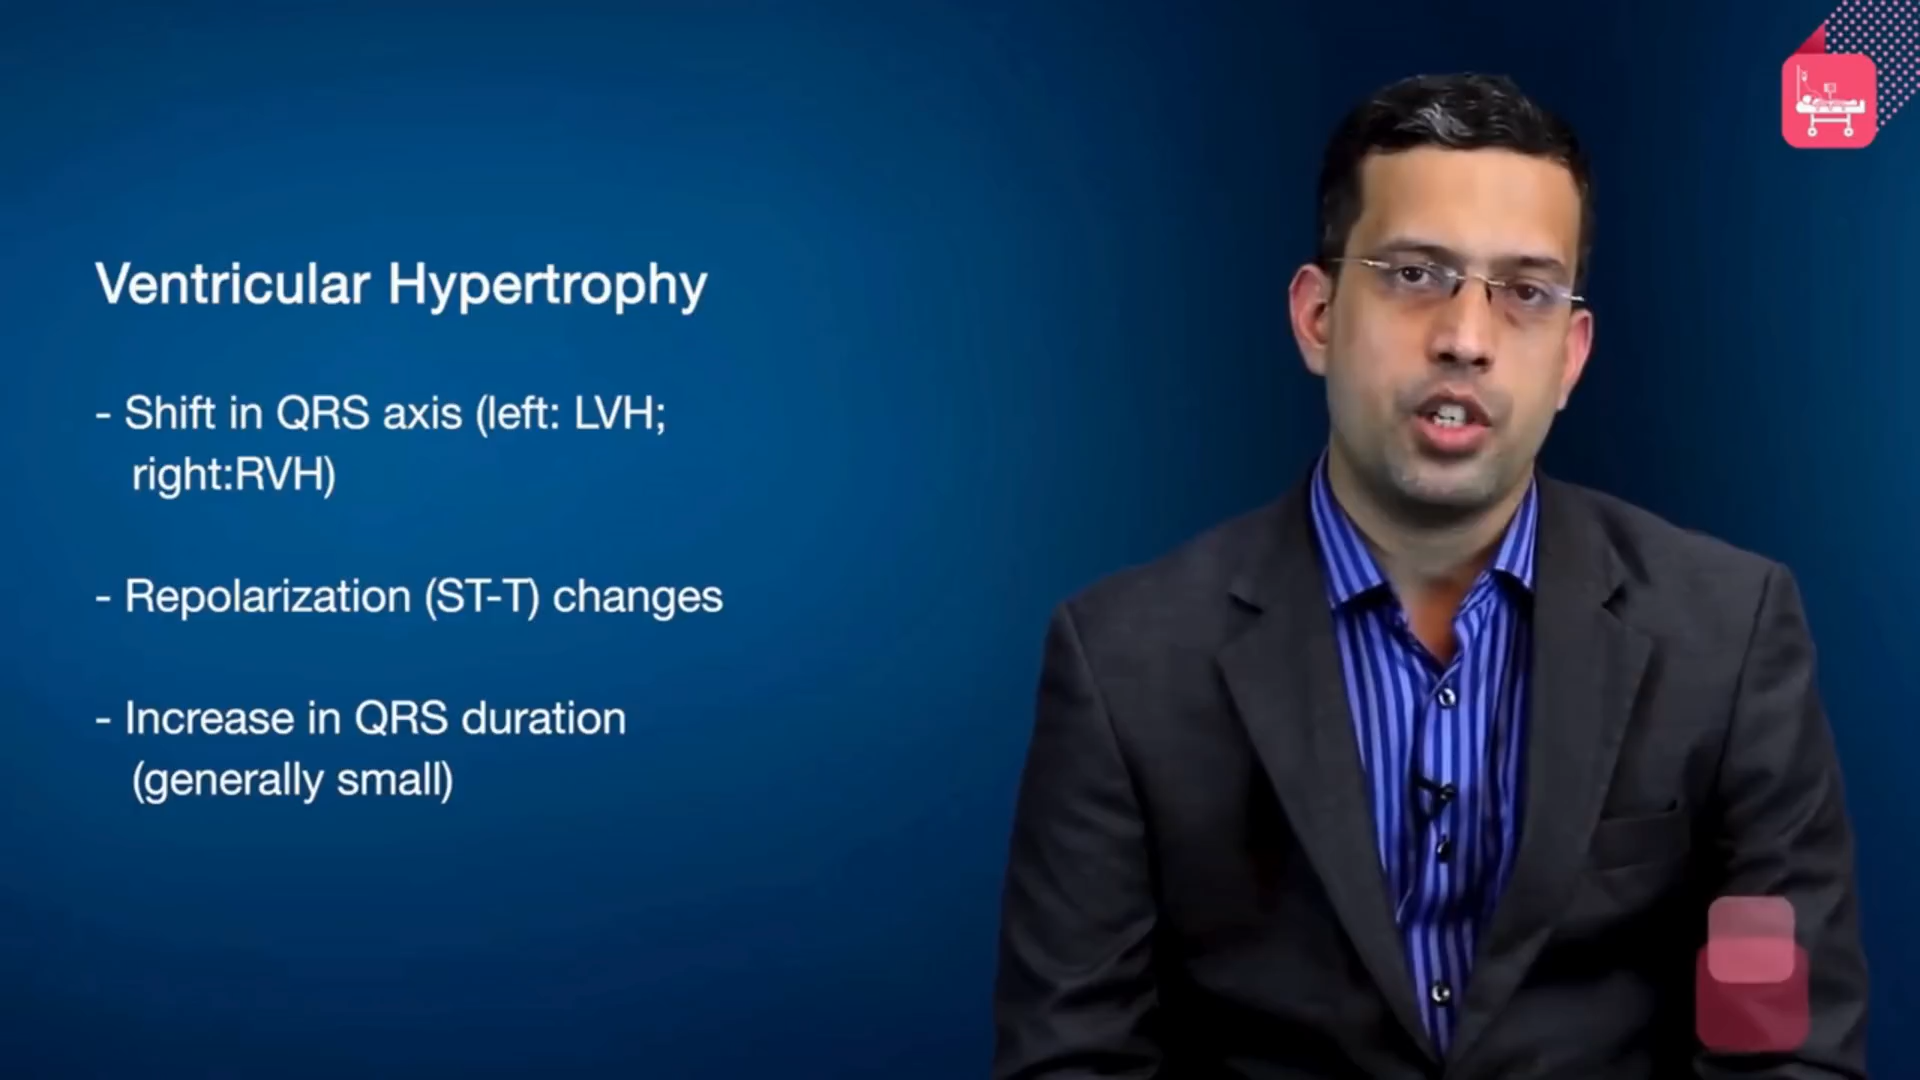 Ventricular Hypertrophy
- Shift in QRS axis (left: LVH;
right:RVH)
- Repolarization (ST-T) changes
- Increase in QRS duration
(generally small)